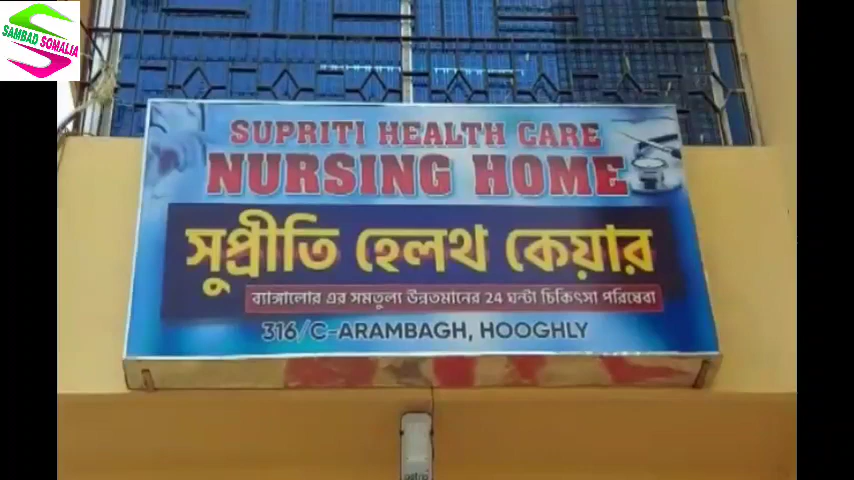 SAMBAD SOMALIA
SUPRITI HEALTH CARE
NURSING HOME
সুপ্রীতি হেলথ কেয়ার
ব্যাঙ্গালোর এর সমতুল্য উন্নতমানের 24 ঘন্টা চিকিৎসা পরিষেবা
316/C-ARAMBAGH, HOOGHLY